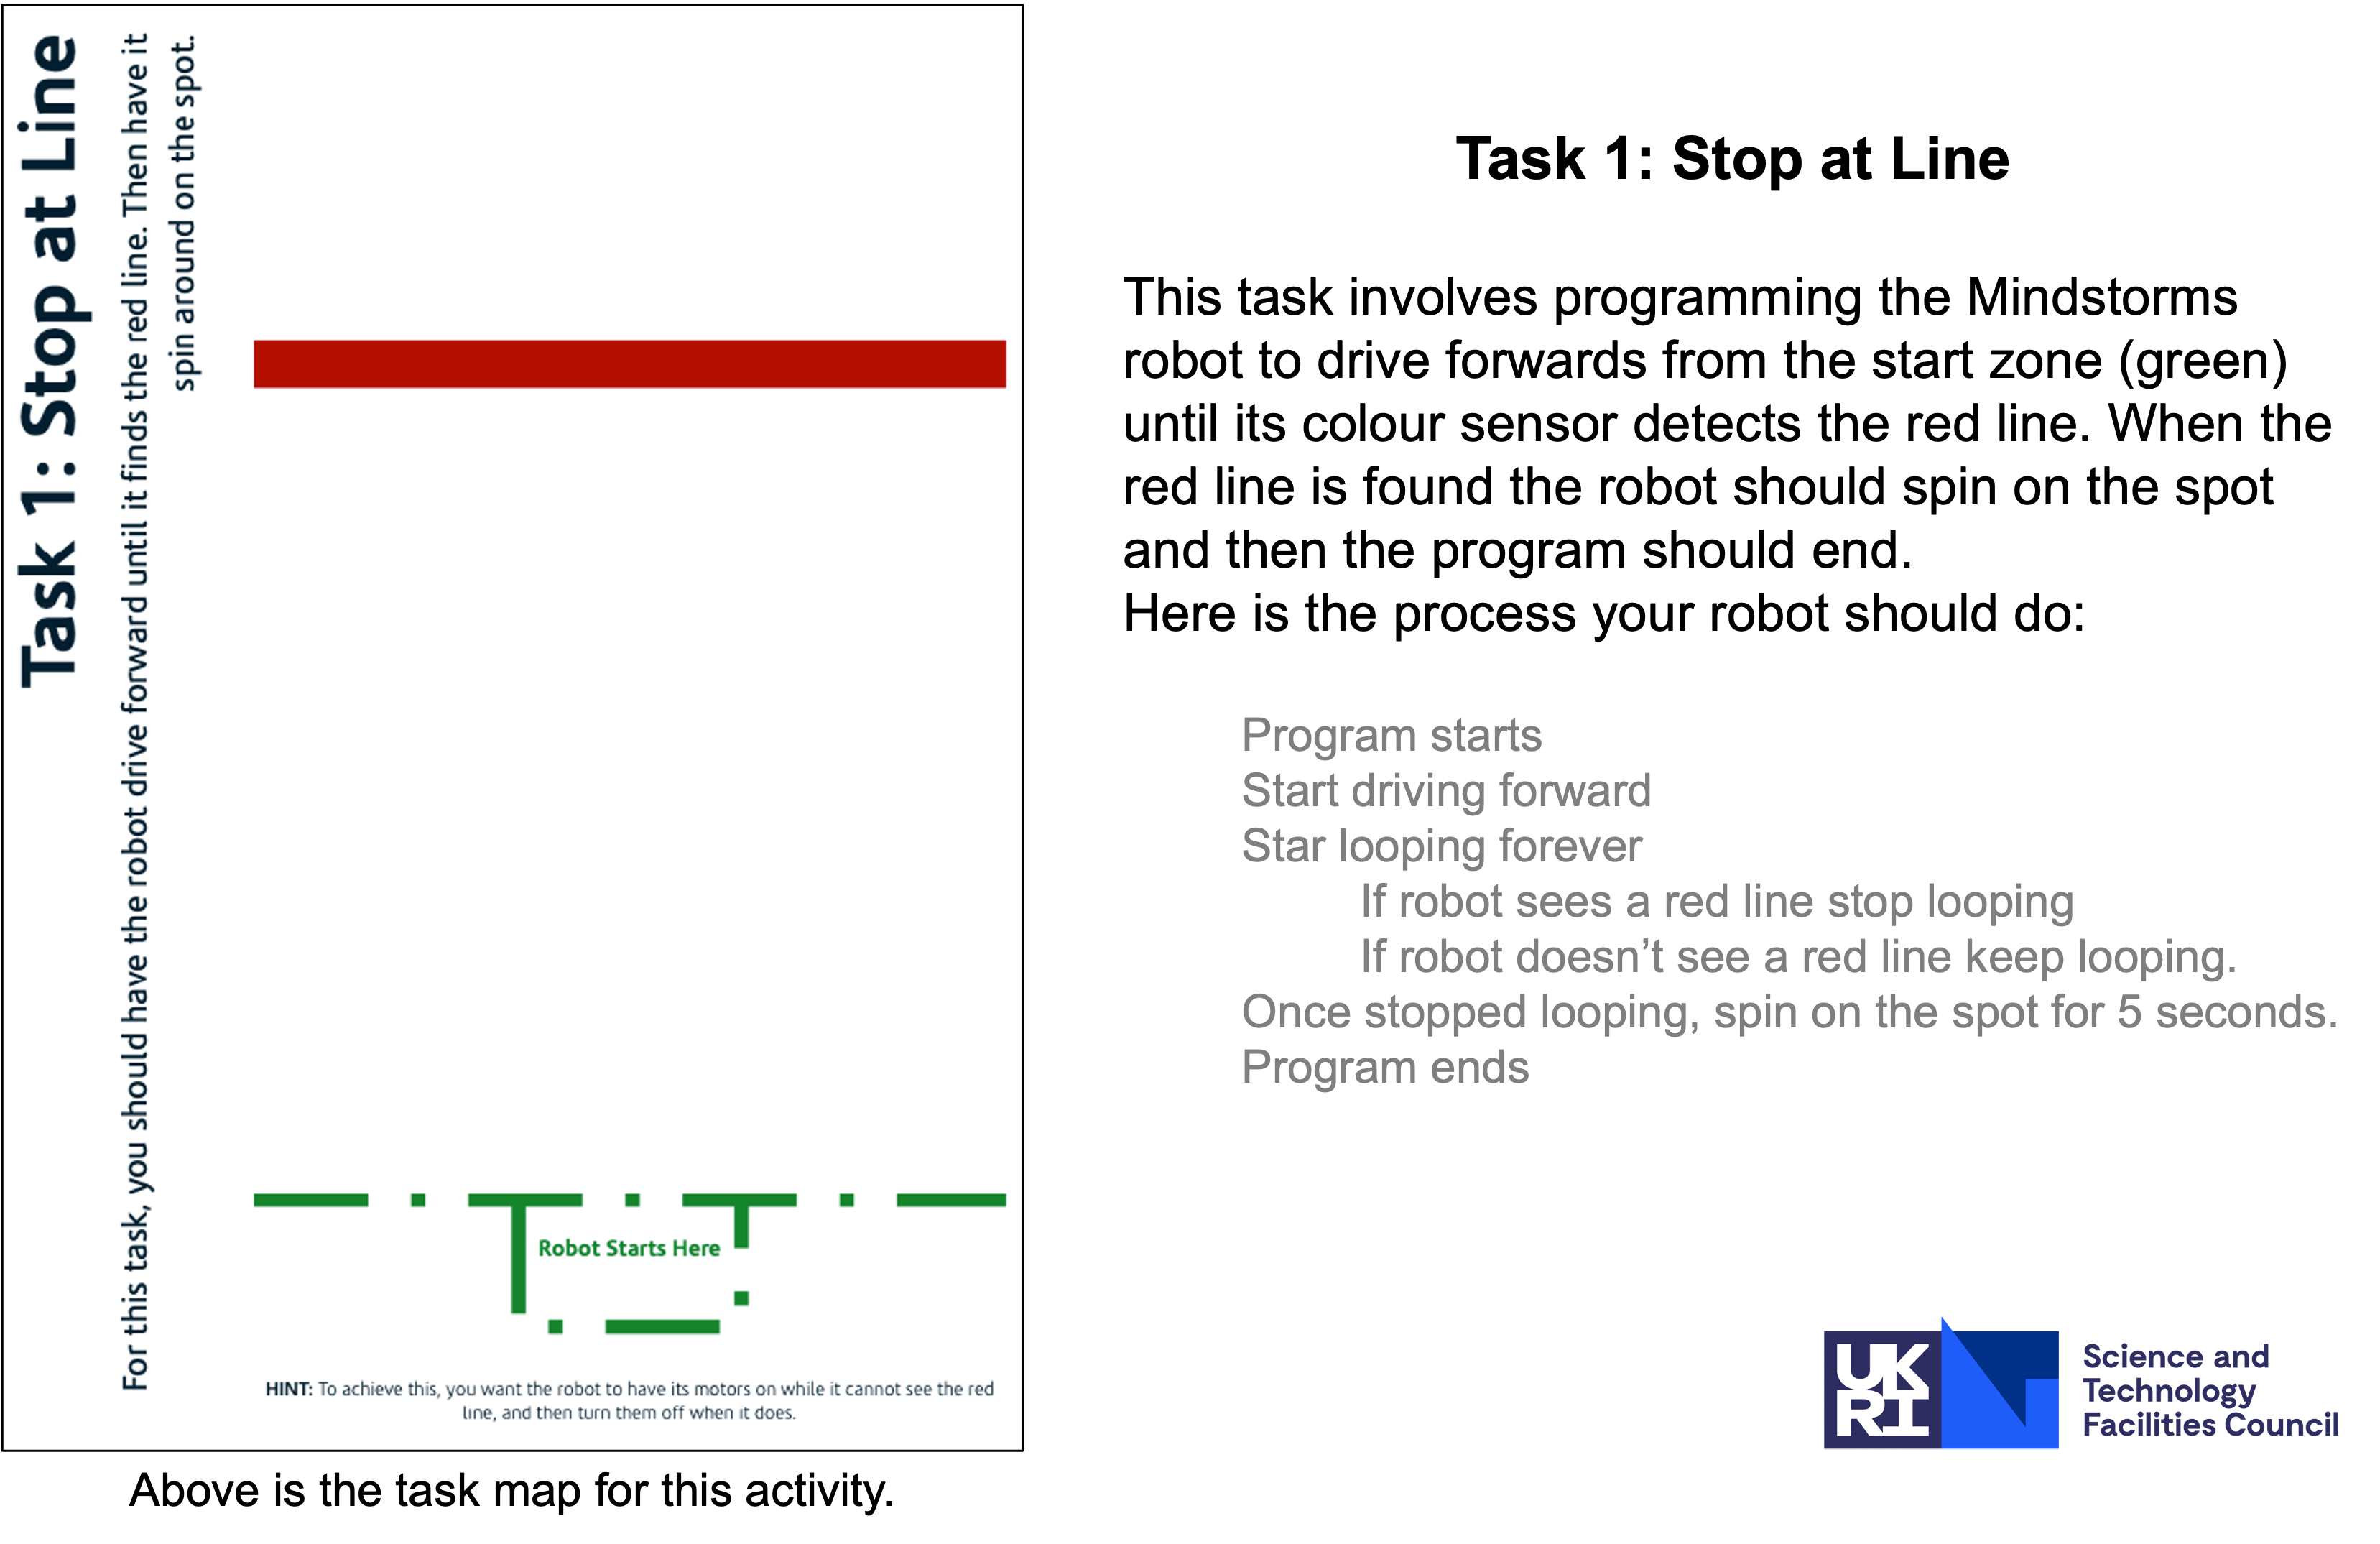 Task 1: Stop at Line
For this task, you should have the robot drive forward until it finds the red line. Then have it
spin around on the spot.
Robot Starts Here
HINT: To achieve this, you want the robot to have its motors on while it cannot see the red
line, and then turn them off when it does.
Above is the task map for this activity.
Task 1: Stop at Line
This task involves programming the Mindstorms
robot to drive forwards from the start zone (green)
until its colour sensor detects the red line. When the
red line is found the robot should spin on the spot
and then the program should end.
Here is the process your robot should do:
Program starts
Start driving forward
Star looping forever
If robot sees a red line stop looping
If robot doesn’t see a red line keep looping.
Once stopped looping, spin on the spot for 5 seconds.
Program ends
UK
RI
Science and
Technology
Facilities Council